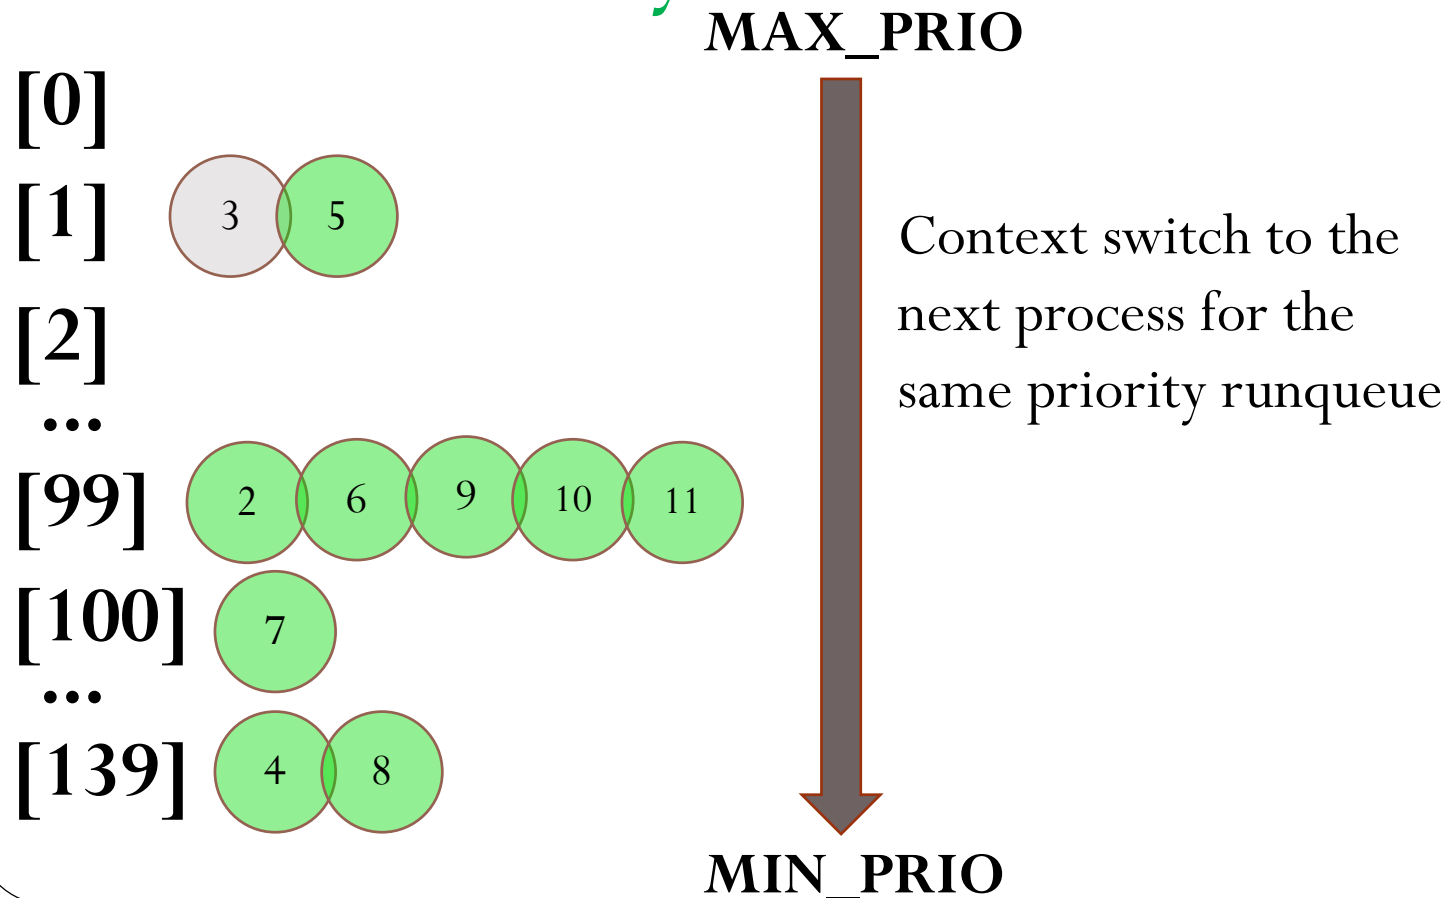 MAX_PRIO
[0]
[1] 3 5
Context switch to the
next process for the
same priority runqueue
[2]
...
[99] 2 6 9 10 11
[100] 7
...
[139] 4 8
MIN_PRIO